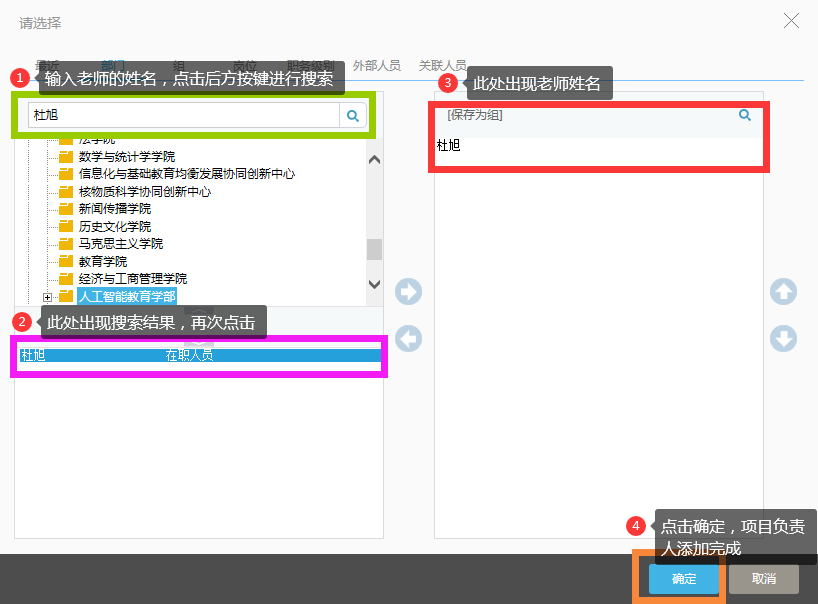 请选择
最近
部门
组
岗位
职务级别
外部人员
关联人员
1 输入老师的姓名，点击后方按键进行搜索
3 此处出现老师姓名
杜旭
[保存为组]
杜旭
法学院
数学与统计学学院
信息化与基础教育均衡发展协同创新中心
核物质科学协同创新中心
新闻传播学院
历史文化学院
马克思主义学院
教育学院
经济与工商管理学院
人工智能教育学部
2 此处出现搜索结果，再次点击
杜旭 在职人员
4 点击确定，项目负责
人添加完成
确定
取消